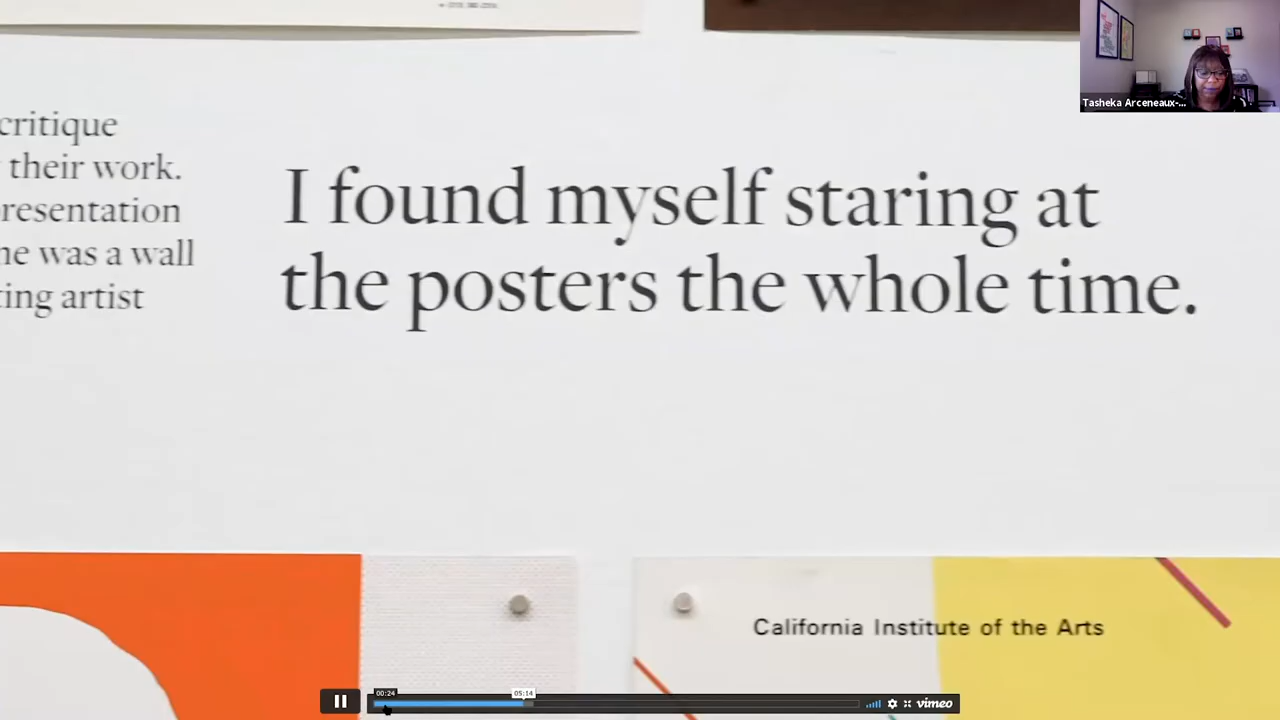 Tasheka Arceneaux-...
critique
their work.
resentation
ne was a wall
ting artist
I found myself staring at
the posters the whole time.
California Institute of the Arts
00:24
05:14
vimeo